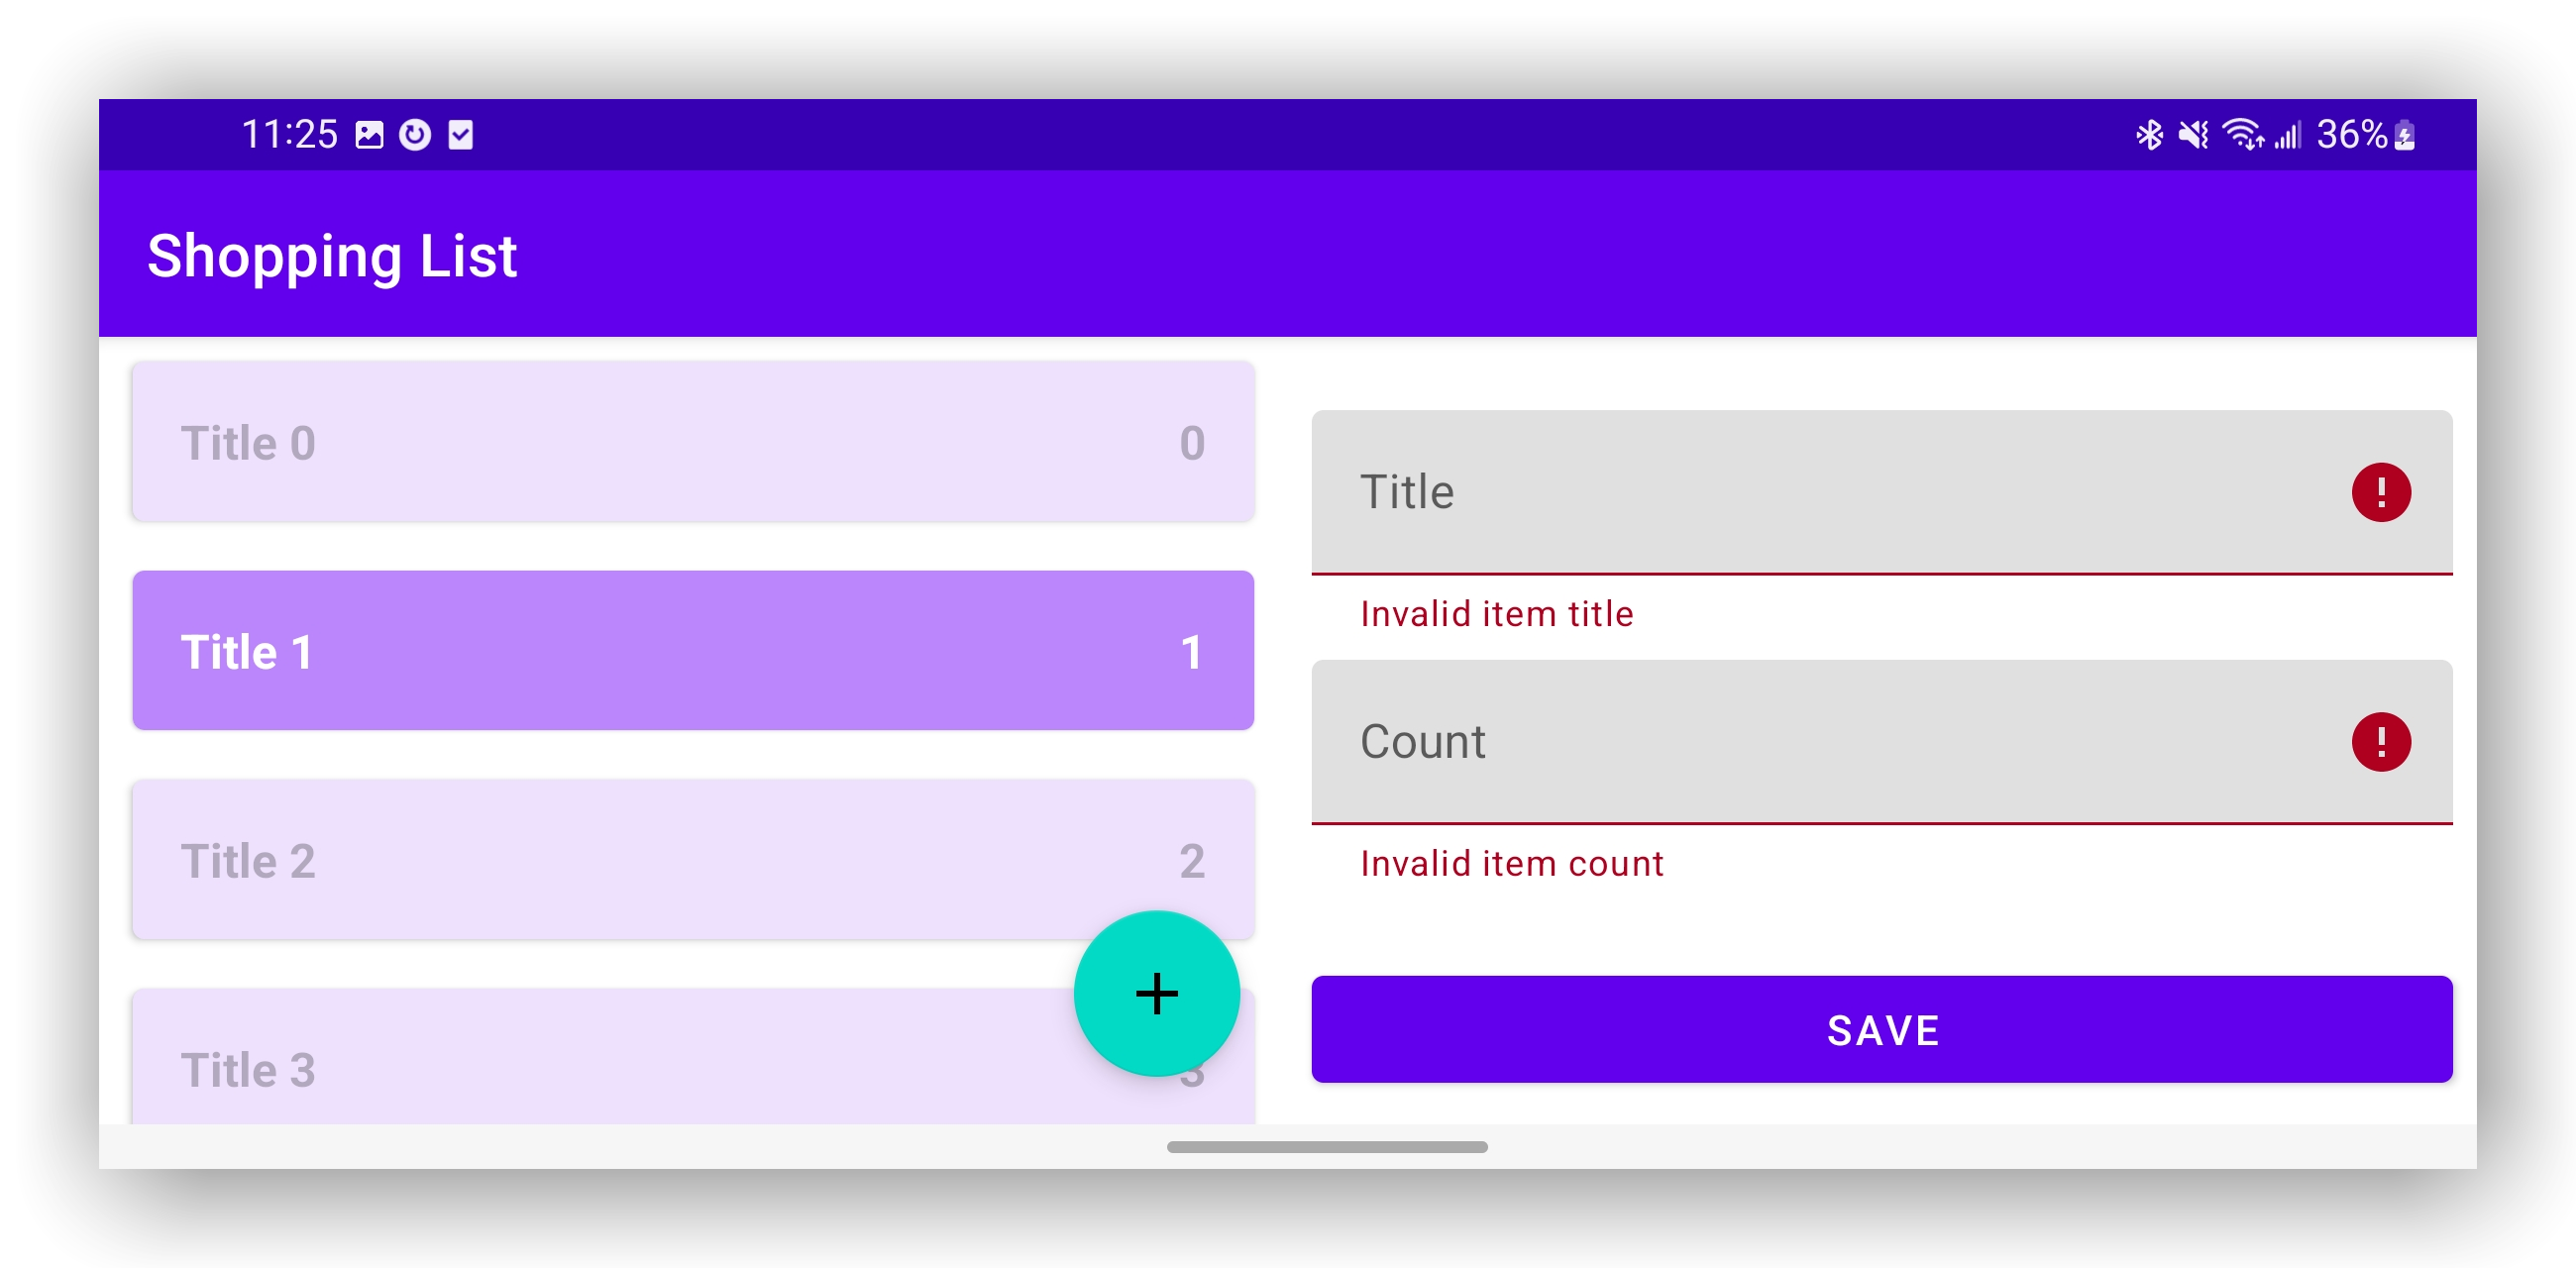 11:25
36%
Shopping List
Title 0 0
Title 1 1
Title 2 2
Title 3 3
Title
Invalid item title
Count
Invalid item count
SAVE